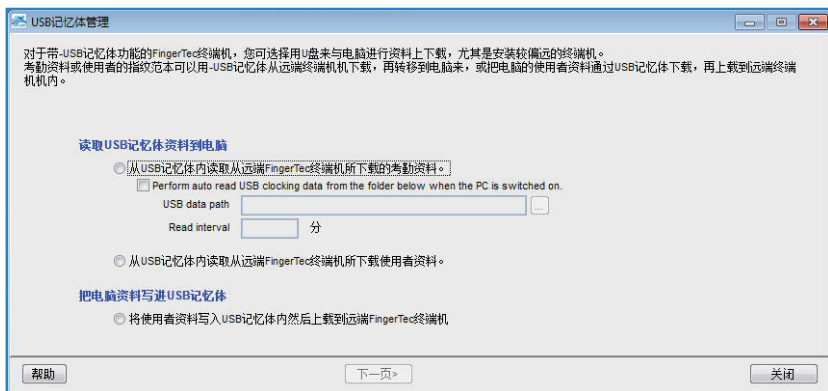 USB记忆体管理
对于带-USB记忆体功能的FingerTec终端机，您可选择用U盘来与电脑进行资料上下载，尤其是安装较偏远的终端机。
考勤资料或使用者的指纹范本可以用-USB记忆体从远端终端机机下载，再转移到电脑来，或把电脑的使用者资料通过USB记忆体下载，再上载到远端终端
机机内。
读取USB记忆体资料到电脑
从USB记忆体内读取从远端FingerTec终端机所下载的考勤资料。
Perform auto read USB clocking data from the folder below when the PC is switched on.
USB data path
...
Read interval 分
从USB记忆体内读取从远端FingerTec终端机所下载使用者资料。
把电脑资料写进USB记忆体
将使用者资料写入USB记忆体内然后上载到远端FingerTec终端机
帮助 下一页> 关闭